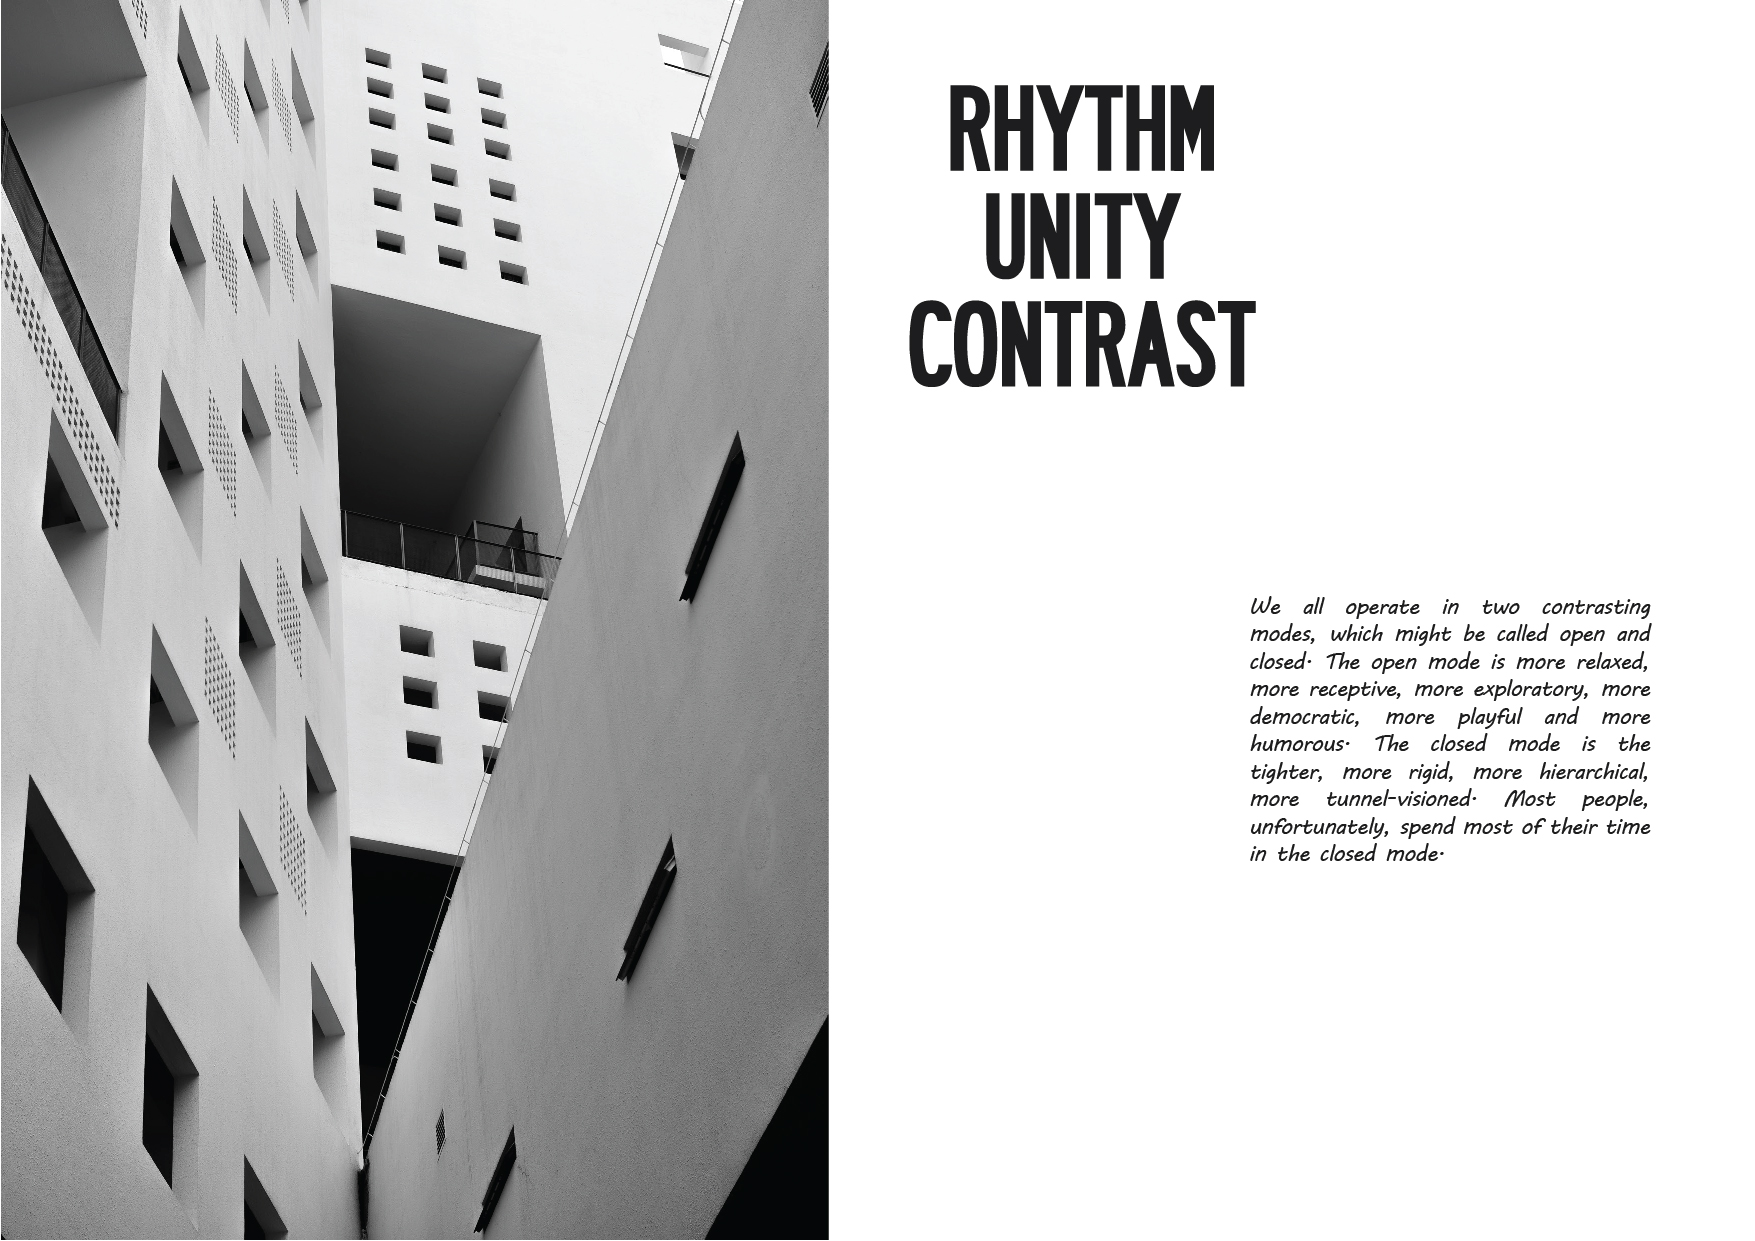 RHYTHM
UNITY
CONTRAST
We all operate in two contrasting
modes, which might be called open and
closed. The open mode is more relaxed,
more receptive, more exploratory, more
democratic, more playful and more
humorous. The closed mode is the
tighter, more rigid, more hierarchical,
more tunnel-visioned. Most people,
unfortunately, spend most of their time
in the closed mode.